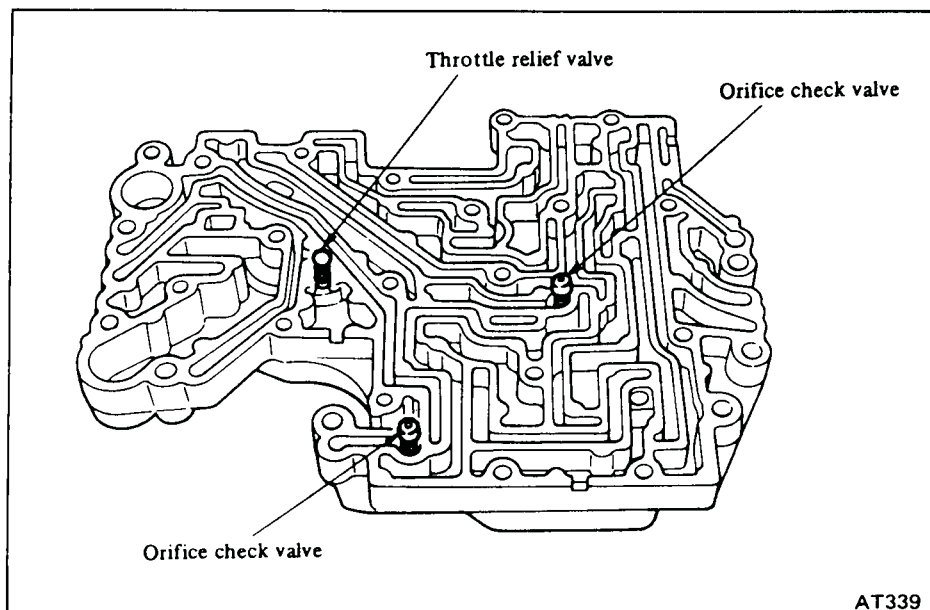 Throttle relief valve
Orifice check valve
Orifice check valve
AT339